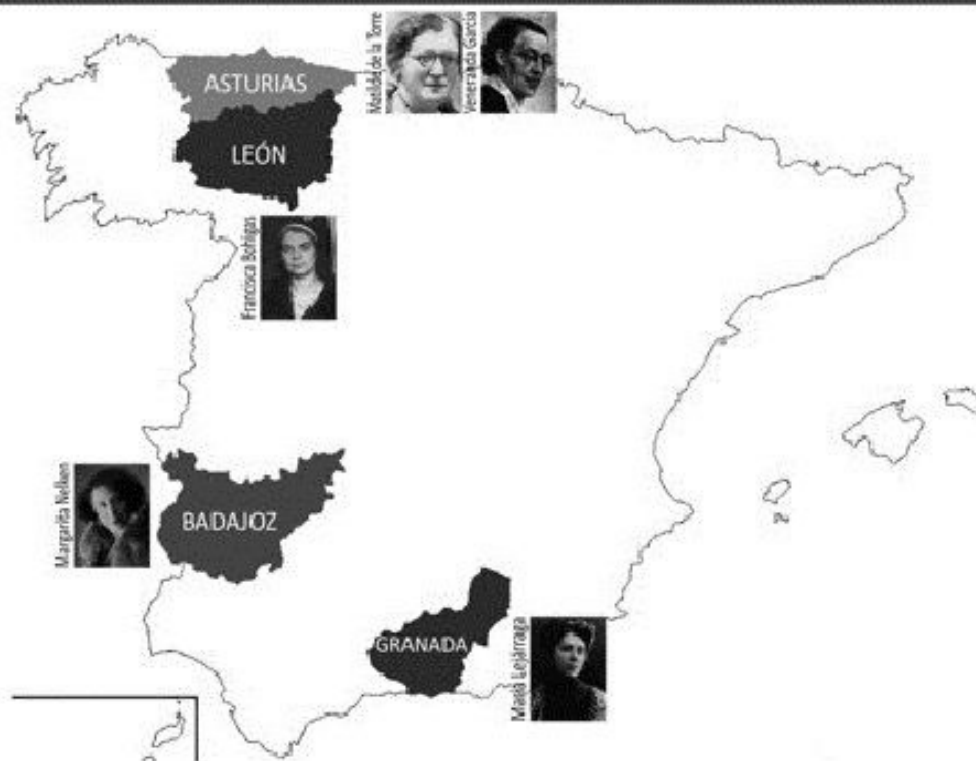 ASTURIAS
Matilde de la Torre
Veneranda García
LEÓN
Francisca Bohigas
Margarita Nelken
BADAJOZ
GRANADA
María Lejárraga